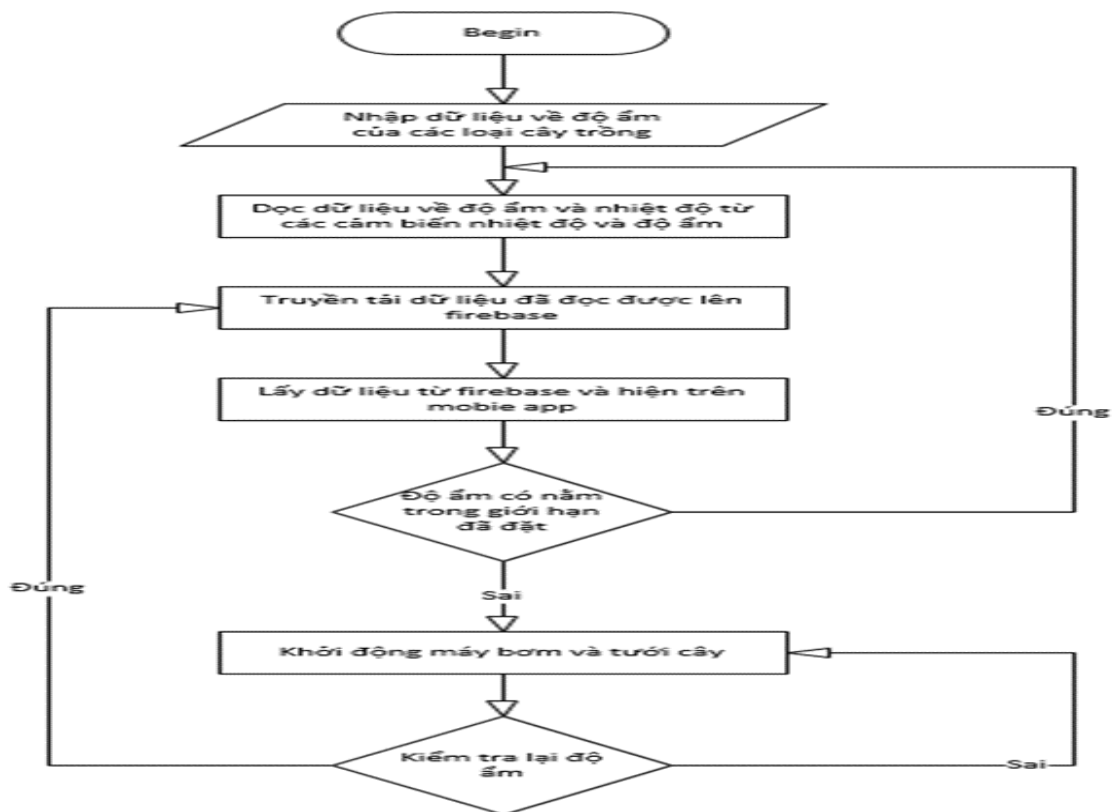 Begin
Nhập dữ liệu về độ ẩm
của các loại cây trồng
Dọc dữ liệu về độ ẩm và nhiệt độ từ
các cảm biến nhiệt độ và độ ẩm
Truyền tải dữ liệu đã đọc được lên
firebase
Lấy dữ liệu từ firebase và hiện trên
mobie app
Đúng
Độ ẩm có nằm
trong giới hạn
đã đặt
Đúng
Sai
Khởi động máy bơm và tưới cây
Kiểm tra lại độ
ẩm
Sai